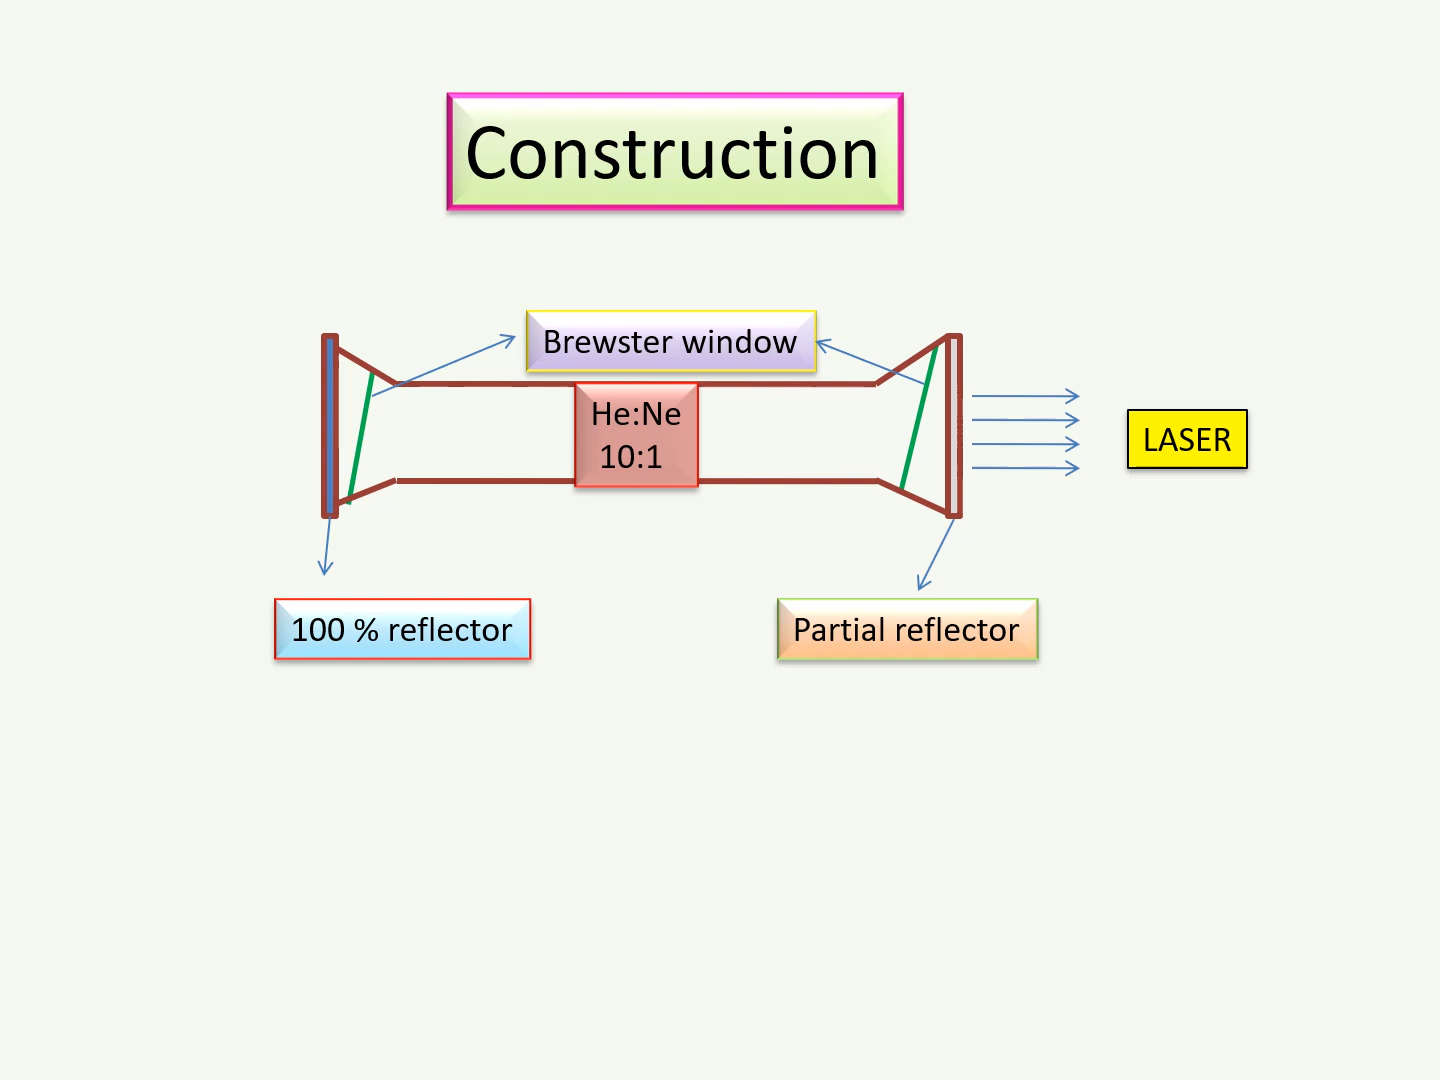 Construction
Brewster window
He:Ne
10:1
LASER
100 % reflector
Partial reflector